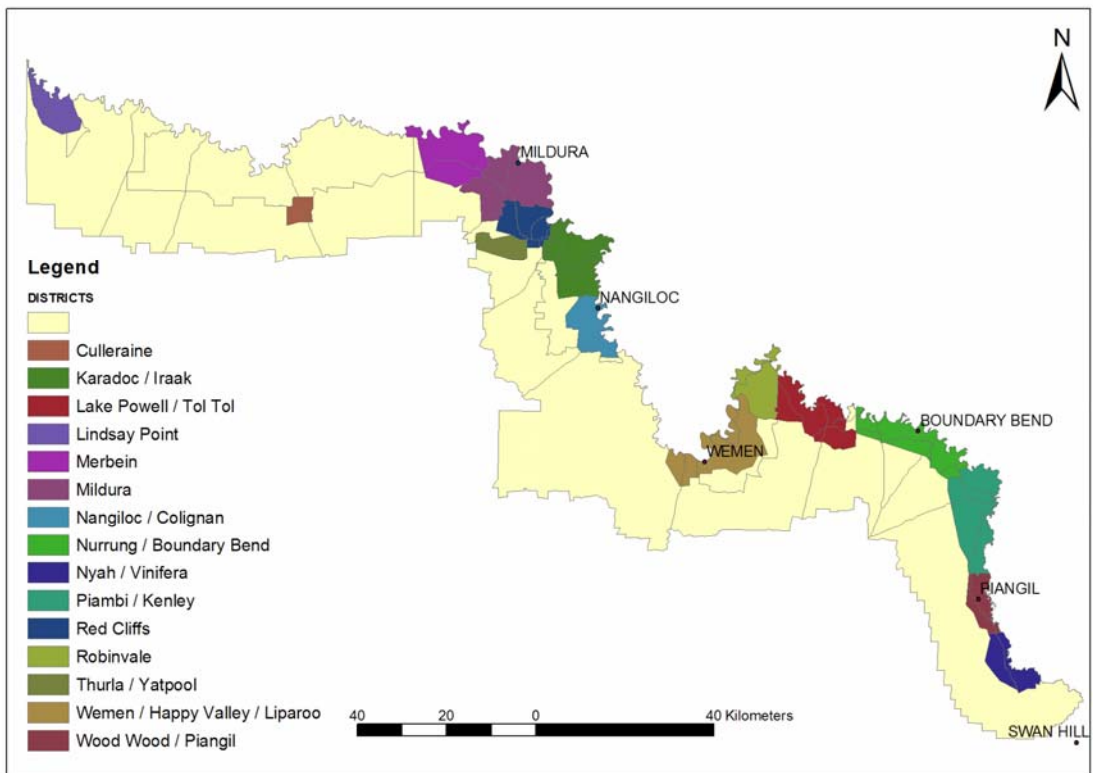 N
MILDURA
NANGILOC
BOUNDARY BEND
WEMEN
PIANGIL
SWAN HILL
Legend
DISTRICTS
Culleraine
Karadoc / Iraak
Lake Powell / Tol Tol
Lindsay Point
Merbein
Mildura
Nangiloc / Colignan
Nurrung / Boundary Bend
Nyah / Vinifera
Piambi / Kenley
Red Cliffs
Robinvale
Thurla / Yatpool
Wemen / Happy Valley / Liparoo
Wood Wood / Piangil
40 20 0 40 Kilometers